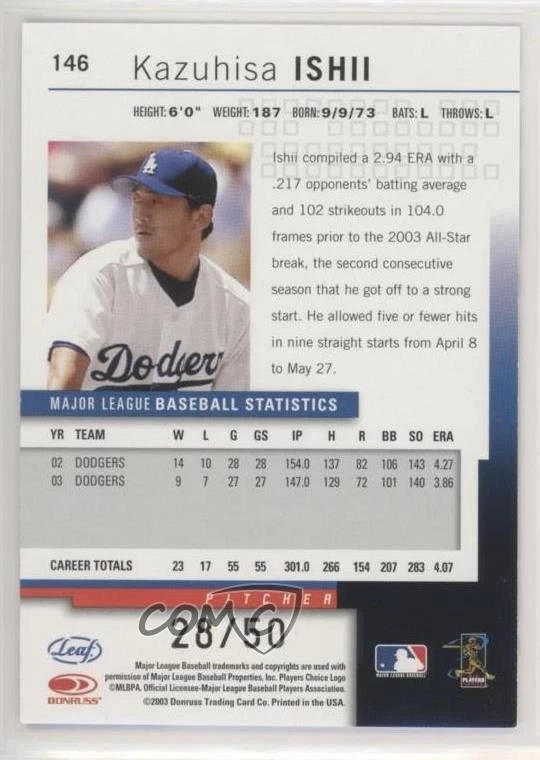 146 Kazuhisa ISHII
HEIGHT: 6'0" WEIGHT: 187 BORN: 9/9/73 BATS: L THROWS: L
Ishii compiled a 2.94 ERA with a
.217 opponents' batting average
and 102 strikeouts in 104.0
frames prior to the 2003 All-Star
break, the second consecutive
season that he got off to a strong
start. He allowed five or fewer hits
in nine straight starts from April 8
to May 27.
LA
Dodgers
MAJOR LEAGUE BASEBALL STATISTICS
YR TEAM W L G GS IP H R BB SO ERA
02 DODGERS 14 10 28 28 154.0 137 82 106 143 4.27
03 DODGERS 9 7 27 27 147.0 129 72 101 140 3.86
CAREER TOTALS 23 17 55 55 301.0 266 154 207 283 4.07
PITCHER
COMC
28/50
Leaf
DONRUSS
Major League Baseball trademarks and copyrights are used with
permission of Major League Baseball Properties, Inc. Players Choice Logo
©MLBPA. Official Licensee-Major League Baseball Players Association.
©2003 Donruss Trading Card Co. Printed in the USA.
MAJOR LEAGUE BASEBALL
PLAYERS